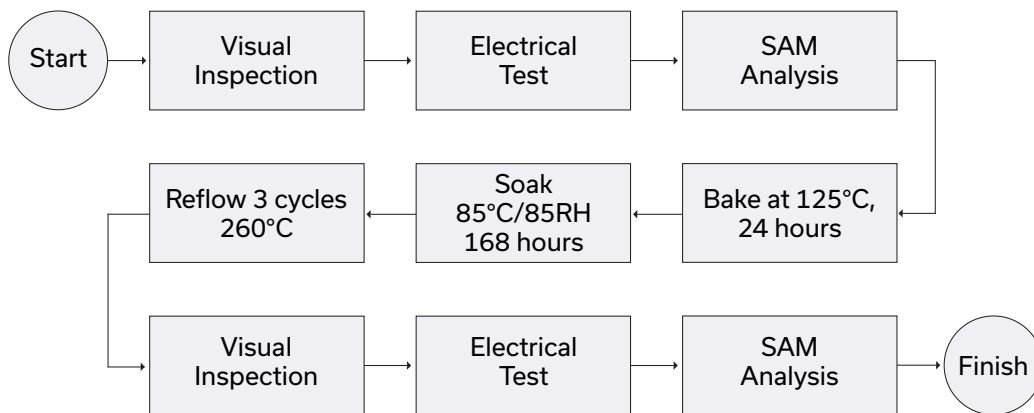 Start
Visual
Inspection
Electrical
Test
SAM
Analysis
Bake at 125°C,
24 hours
Soak
85°C/85RH
168 hours
Reflow 3 cycles
260°C
Visual
Inspection
Electrical
Test
SAM
Analysis
Finish